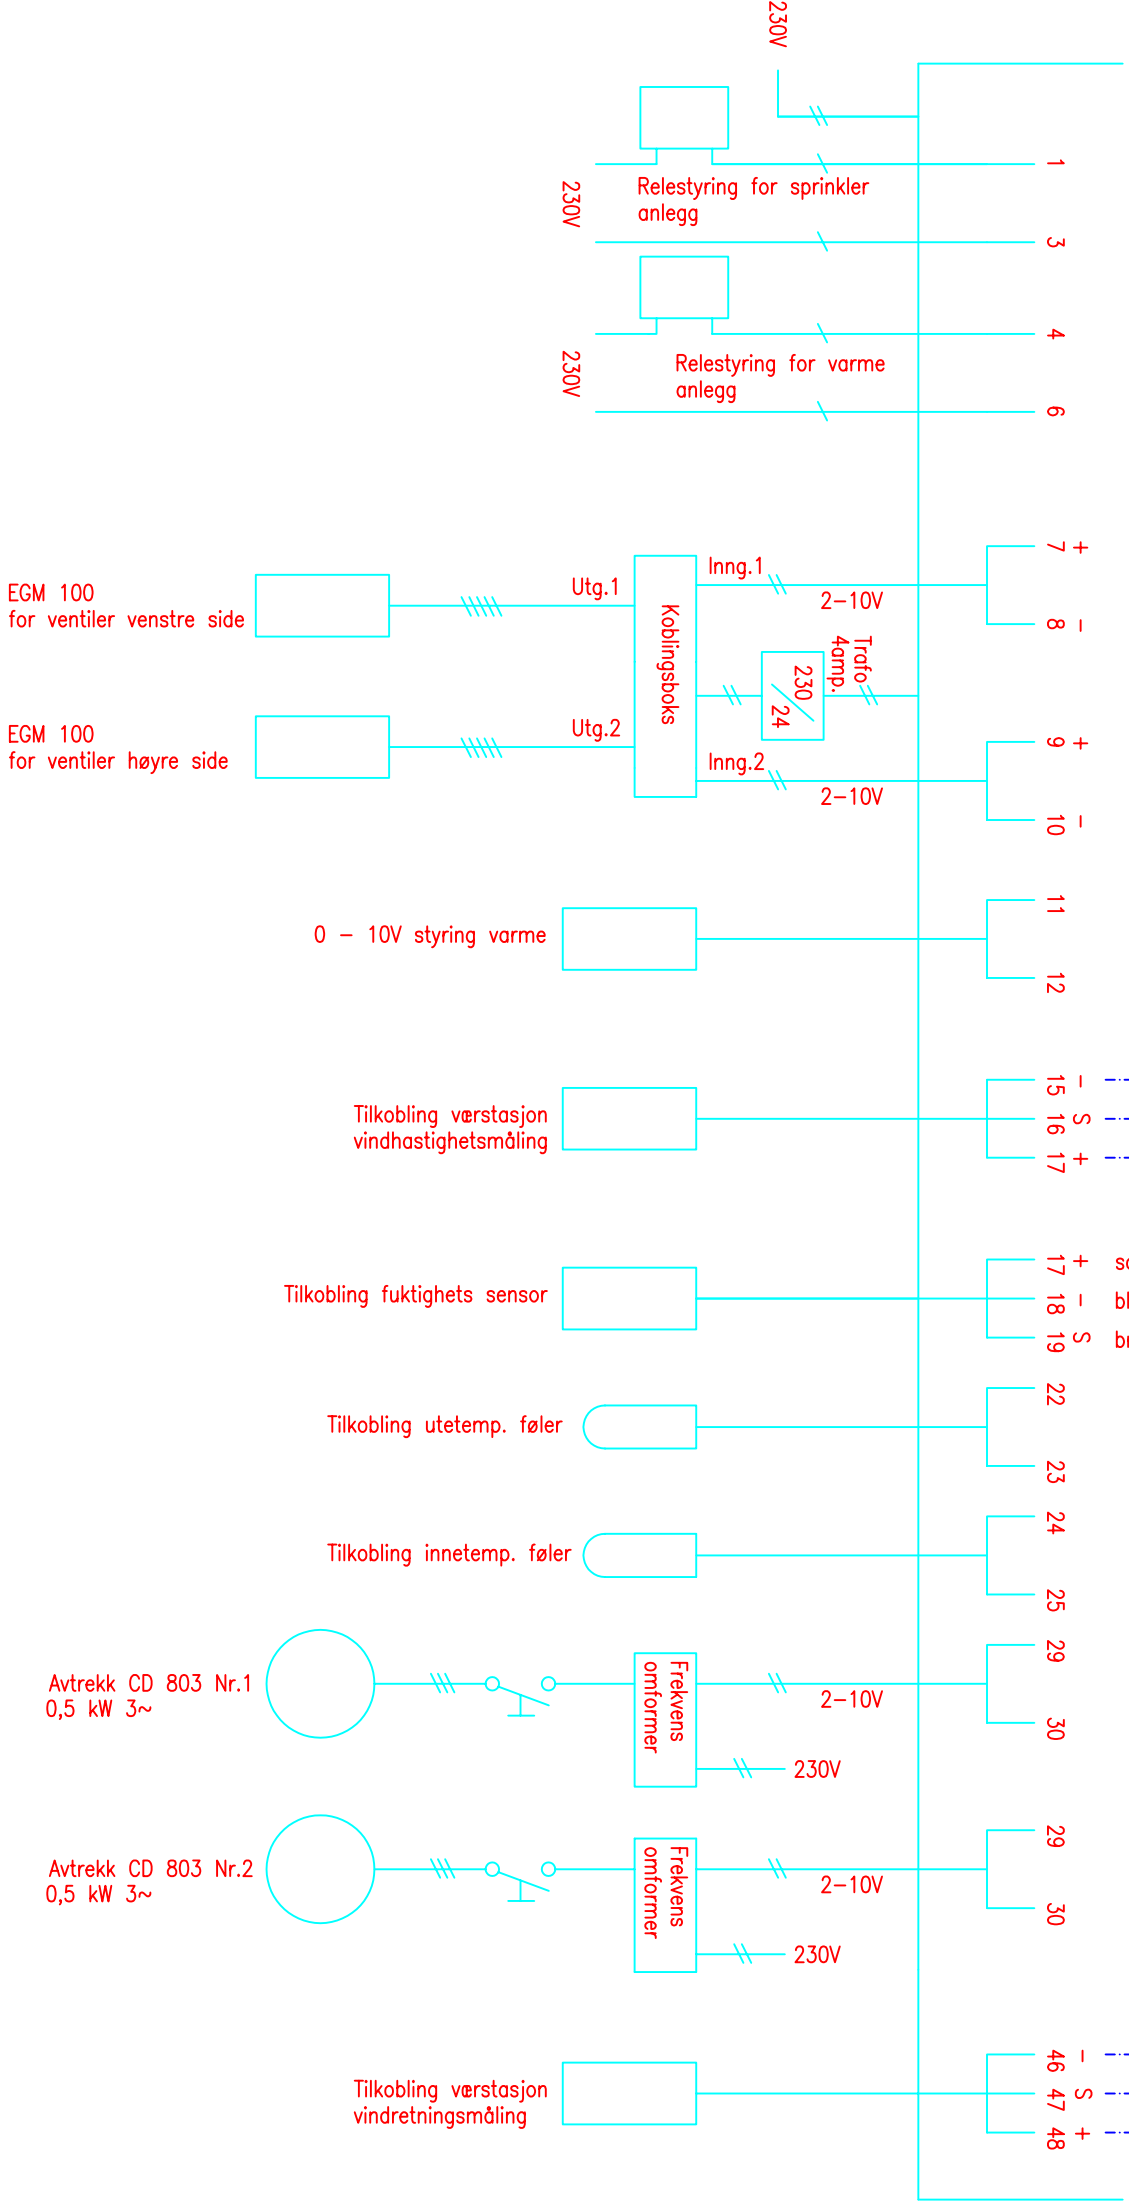 230V
1
Relestyring for sprinkler
anlegg
230V
3
4
Relestyring for varme
anlegg
230V
6
EGM 100
for ventiler venstre side
Utg.1
Koblingsboks
Inng.1
2-10V
7 +
8 -
Trafo
4amp.
230
24
EGM 100
for ventiler høyre side
Utg.2
Inng.2
2-10V
9 +
10 -
0 - 10V styring varme
11
12
Tilkobling værstasjon
vindhastighetsmåling
15 -
16 S
17 +
Tilkobling fuktighets sensor
17 +
18 -
19 S
Tilkobling utetemp. føler
22
23
Tilkobling innetemp. føler
24
25
Avtrekk CD 803 Nr.1
0,5 kW 3~
Frekvens
omformer
2-10V
230V
29
30
Avtrekk CD 803 Nr.2
0,5 kW 3~
Frekvens
omformer
2-10V
230V
29
30
Tilkobling værstasjon
vindretningsmåling
46 -
47 S
48 +